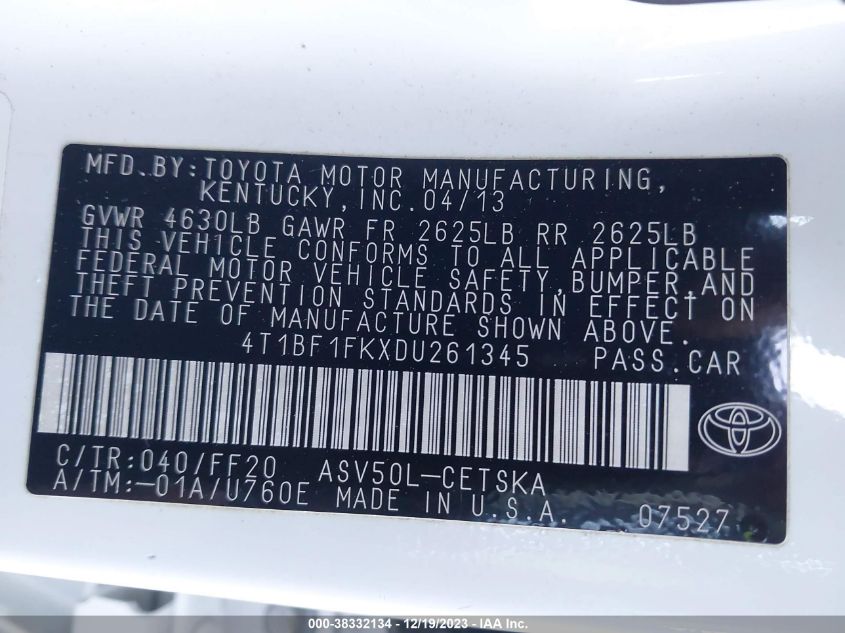 MFD. BY: TOYOTA MOTOR MANUFACTURING,
KENTUCKY, INC. 04/13
GVWR 4630LB GAWR FR 2625LB RR 2625LB
THIS VEHICLE CONFORMS TO ALL APPLICABLE
FEDERAL MOTOR VEHICLE SAFETY, BUMPER, AND
THEFT PREVENTION STANDARDS IN EFFECT ON
THE DATE OF MANUFACTURE SHOWN ABOVE.
4T1BF1FKXDU261345 PASS. CAR
C/TR: 040/FF20 ASV50L-CETSKA
A/TM: -01A/U760E MADE IN U.S.A. 07527
000-38332134 - 12/19/2023 - IAA Inc.